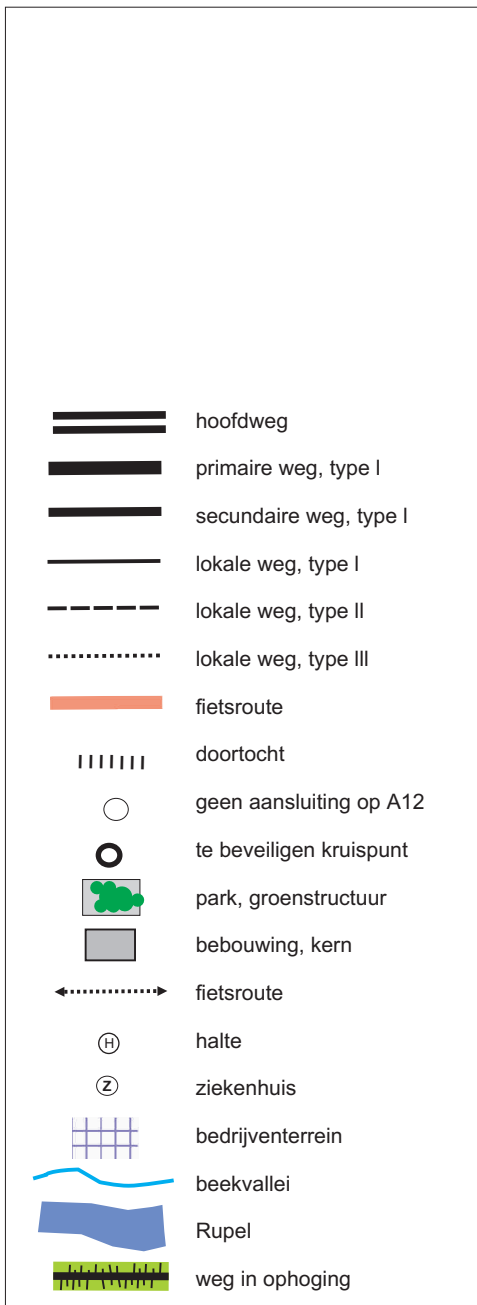 hoofdweg
primaire weg, type I
secundaire weg, type I
lokale weg, type I
lokale weg, type II
lokale weg, type III
fietsroute
doortocht
geen aansluiting op A12
te beveiligen kruispunt
park, groenstructuur
bebouwing, kern
fietsroute
H halte
Z ziekenhuis
bedrijventerrein
beekvallei
Rupel
weg in ophoging